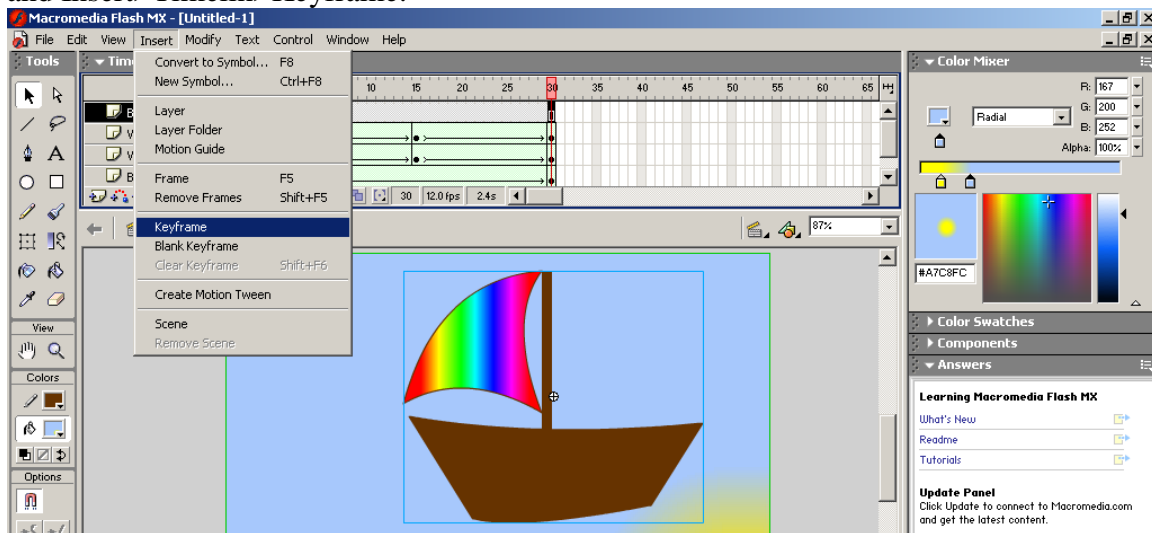 and Insert/ Timeline/ Keyframe.
Macromedia Flash MX - [Untitled-1]
File Edit View Insert Modify Text Control Window Help
Tools
Convert to Symbol... F8
New Symbol... Ctrl+F8
Layer
Layer Folder
Motion Guide
Frame F5
Remove Frames Shift+F5
Keyframe
Blank Keyframe
Clear Keyframe Shift+F6
Create Motion Tween
Scene
Remove Scene
10 15 20 25 30 35 40 45 50 55 60 65
30 12.0 fps 2.4s
87%
View
Colors
Options
Color Mixer
R: 167
Radial
G: 200
B: 252
Alpha: 100%
#A7C8FC
Color Swatches
Components
Answers
Learning Macromedia Flash MX
What's New
Readme
Tutorials
Update Panel
Click Update to connect to Macromedia.com
and get the latest content.